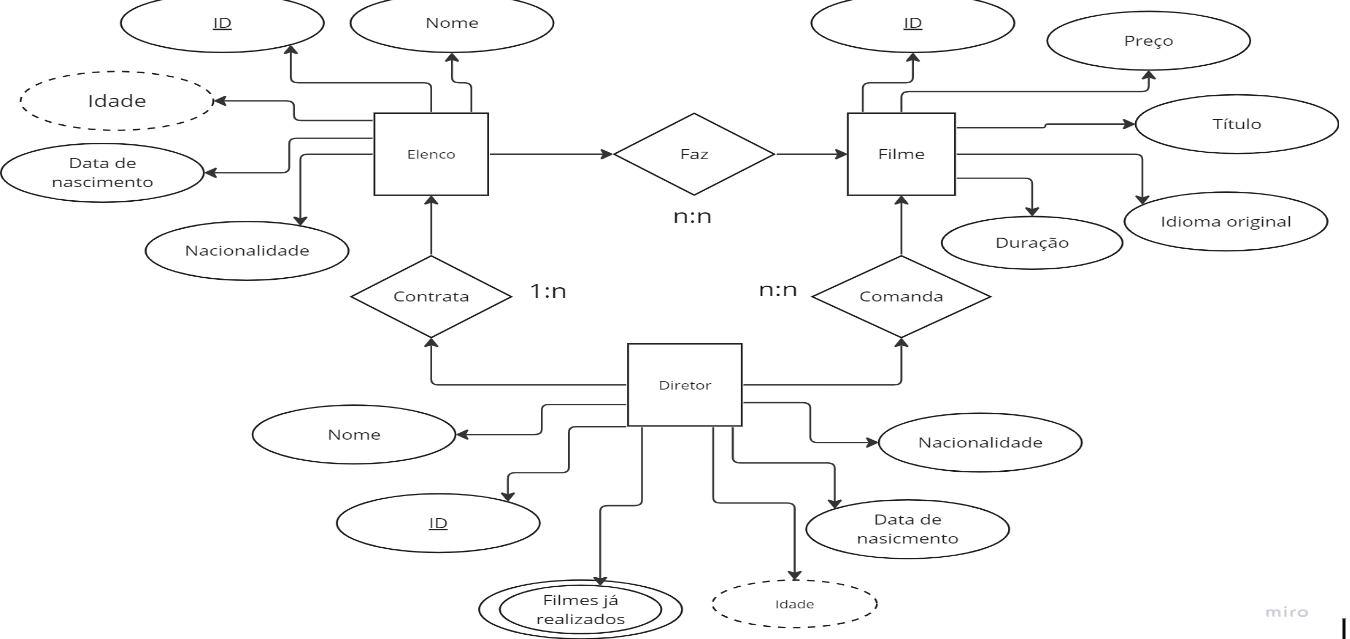 ID
Nome
ID
Preço
Idade
Título
Data de
nascimento
Elenco
Faz
Filme
n:n
Nacionalidade
Duração
Idioma original
Contrata
1:n
n:n
Comanda
Diretor
Nome
Nacionalidade
ID
Data de
nasicmento
Filmes já
realizados
Idade
miro